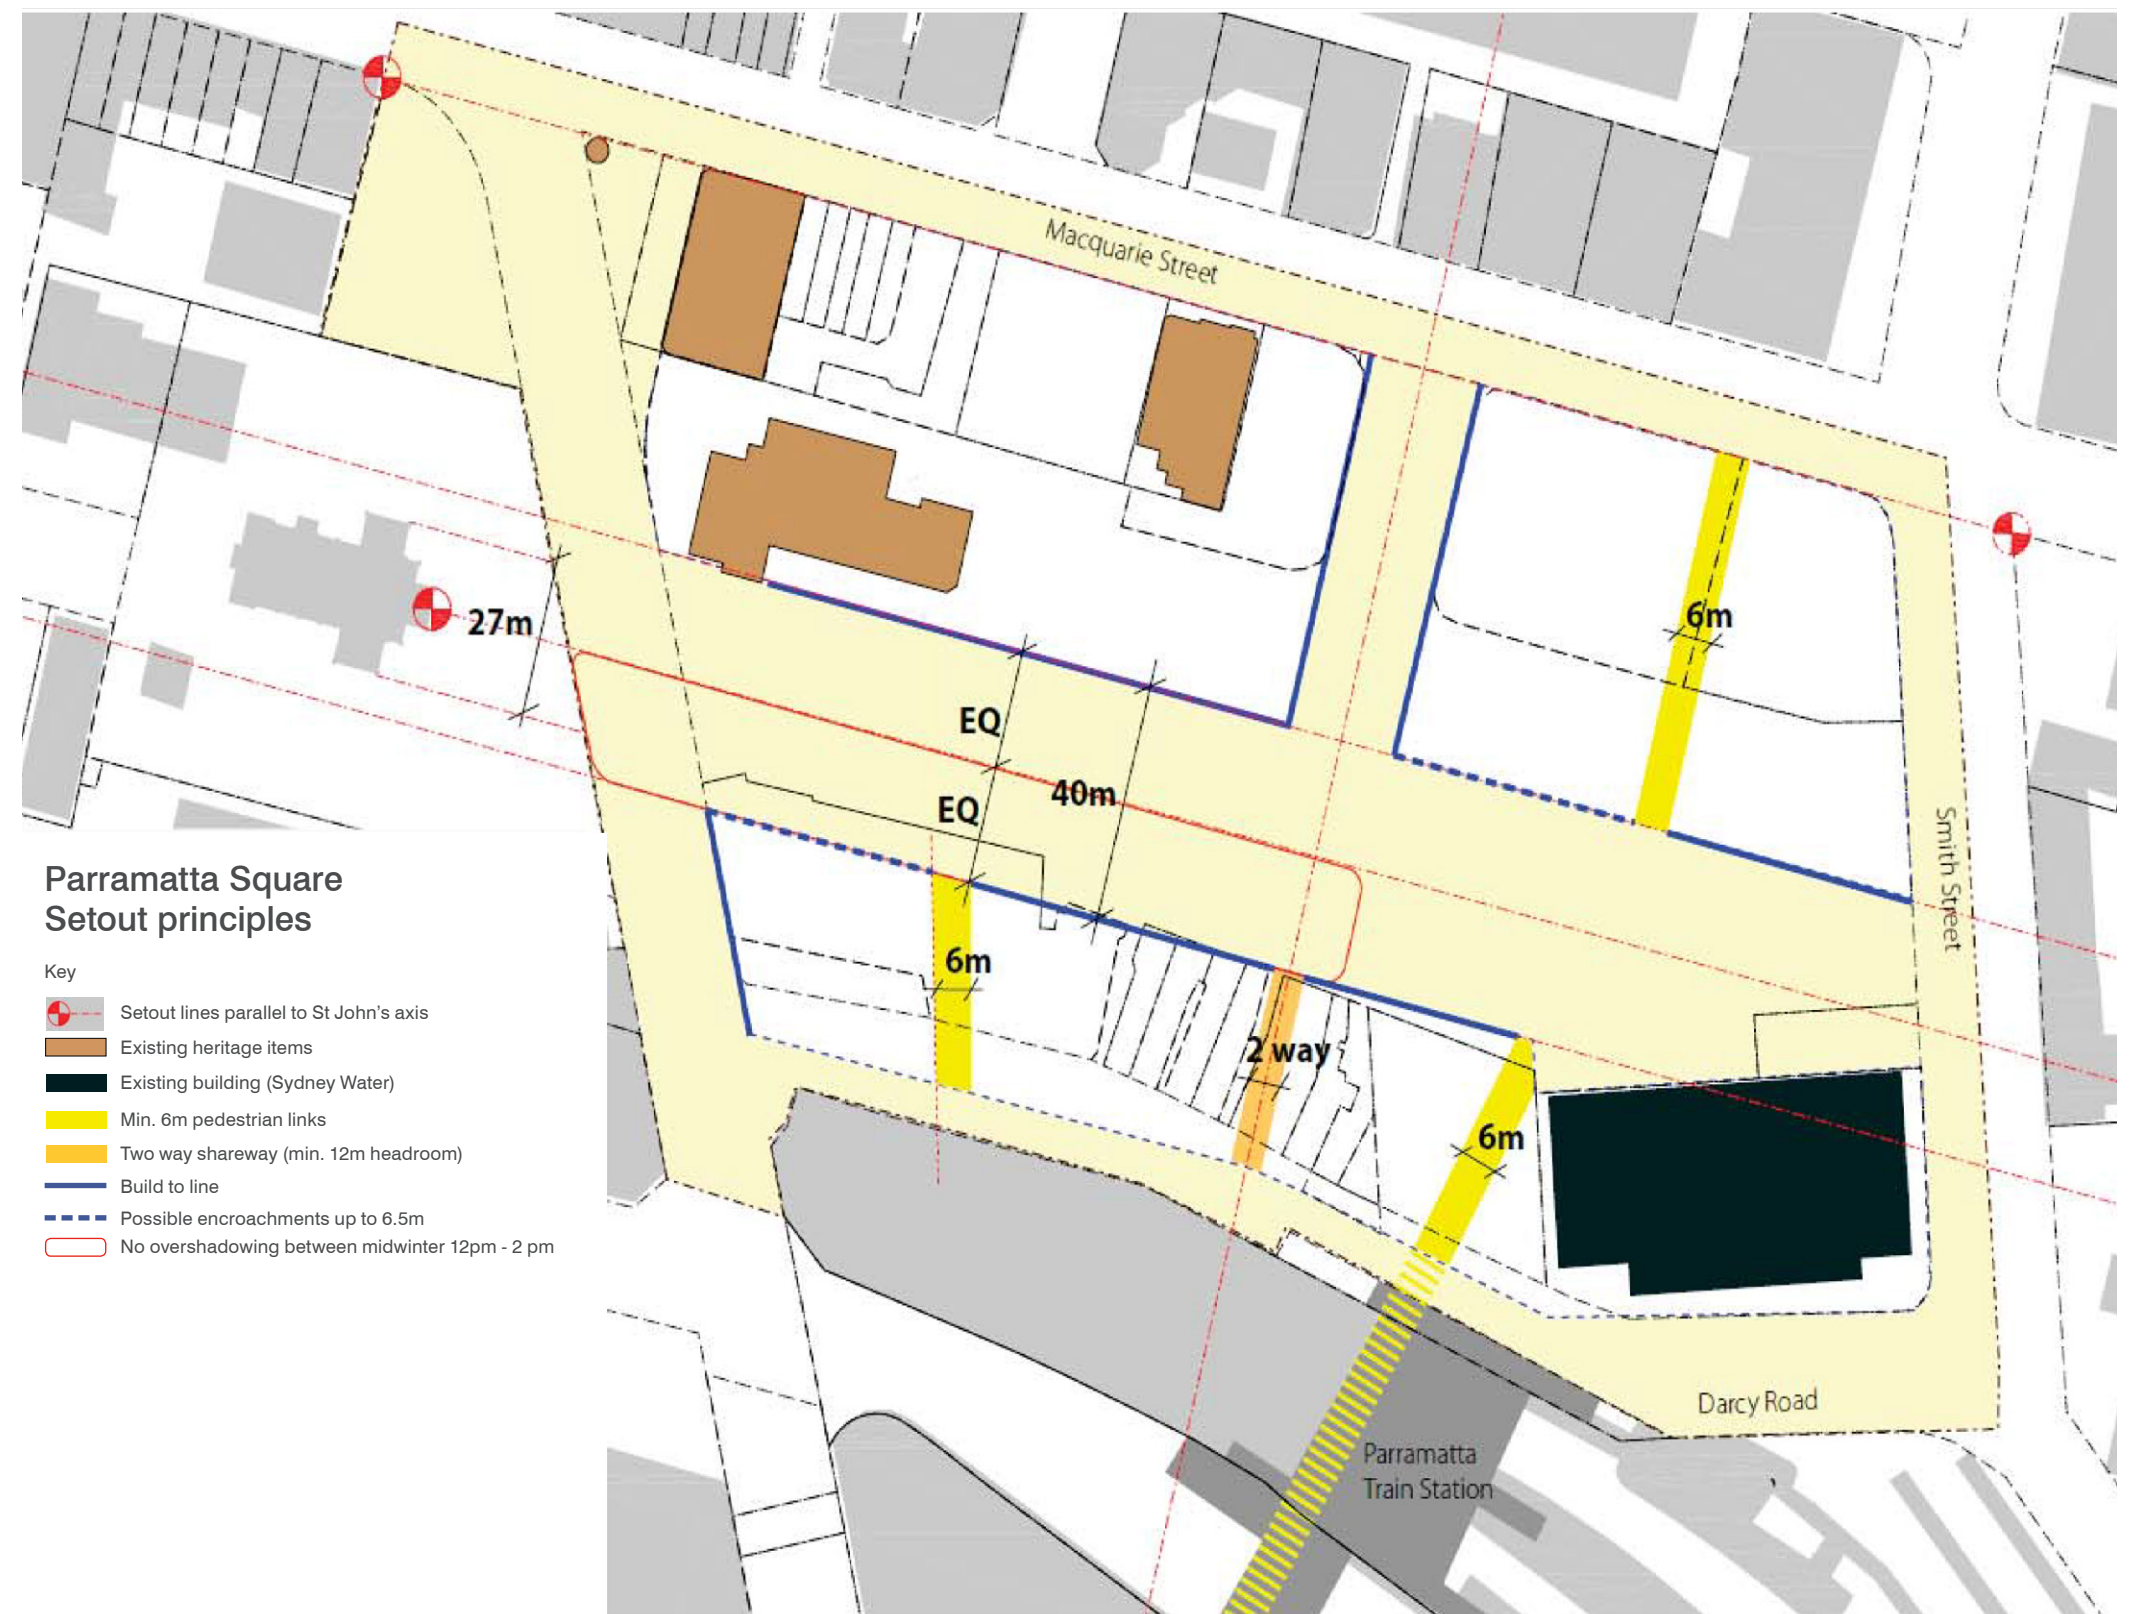 Macquarie Street
6m
27m
EQ
40m
EQ
Smith Street
6m
2 way
6m
Darcy Road
Parramatta
Train Station
Parramatta Square
Setout principles
Key
Setout lines parallel to St John's axis
Existing heritage items
Existing building (Sydney Water)
Min. 6m pedestrian links
Two way shareway (min. 12m headroom)
Build to line
Possible encroachments up to 6.5m
No overshadowing between midwinter 12pm - 2 pm